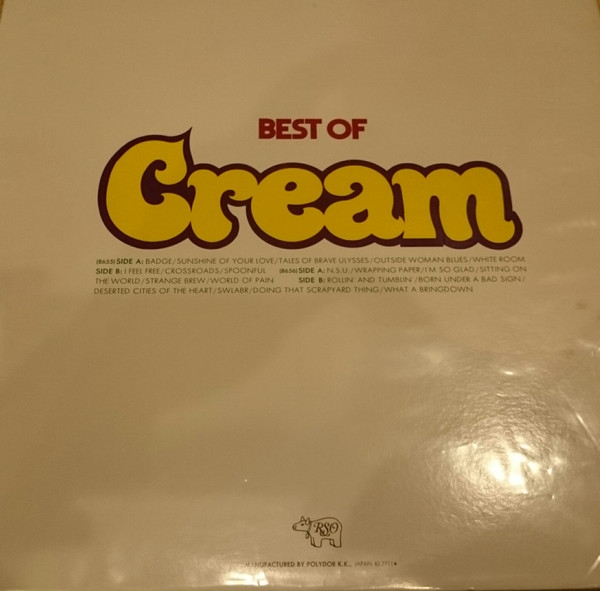 BEST OF
Cream
(8655) SIDE A: BADGE/SUNSHINE OF YOUR LOVE/TALES OF BRAVE ULYSSES/OUTSIDE WOMAN BLUES/WHITE ROOM
SIDE B: I FEEL FREE/CROSSROADS/SPOONFUL (8656) SIDE A: N.S.U./WRAPPING PAPER/I'M SO GLAD/SITTING ON
THE WORLD/STRANGE BREW/WORLD OF PAIN SIDE B: ROLLIN' AND TUMBLIN'/BORN UNDER A BAD SIGN/
DESERTED CITIES OF THE HEART/SWLABR/DOING THAT SCRAPYARD THING/WHAT A BRINGDOWN
RSO
MANUFACTURED BY POLYDOR K.K., JAPAN